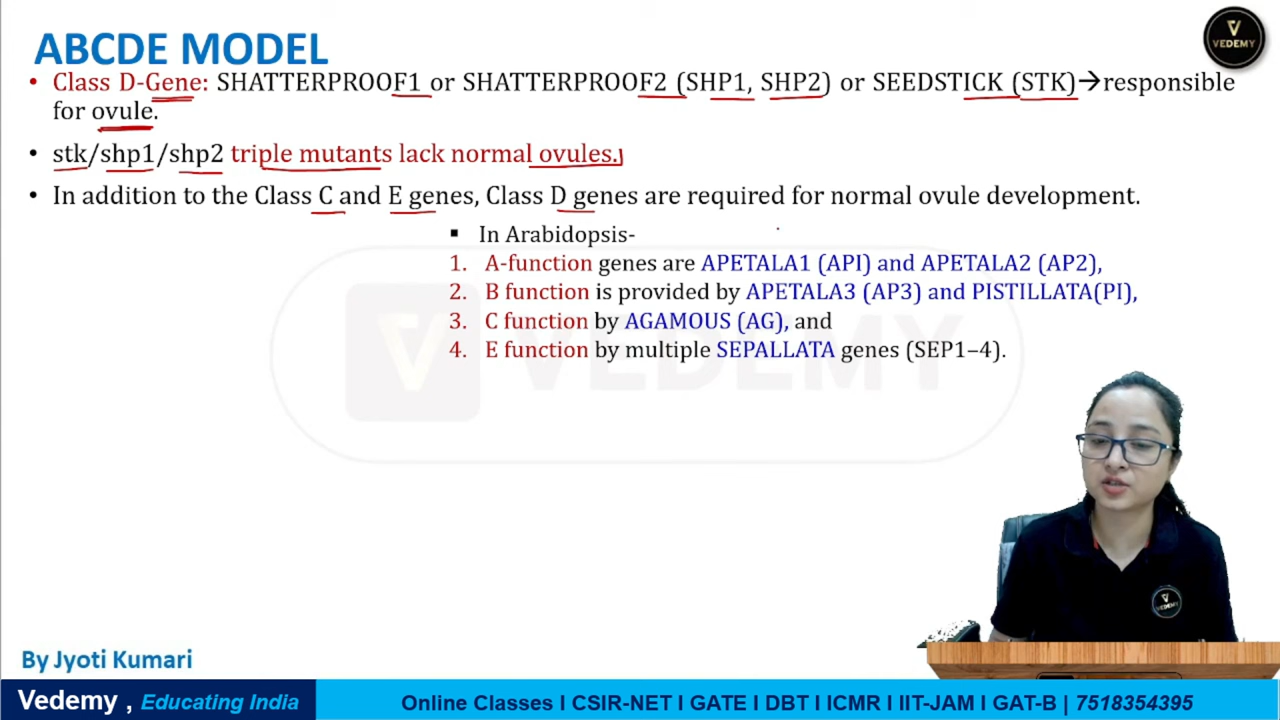 ABCDE MODEL
VEDEMY
• Class D-Gene: SHATTERPROOF1 or SHATTERPROOF2 (SHP1, SHP2) or SEEDSTICK (STK)→responsible
for ovule.
• stk/shp1/shp2 triple mutants lack normal ovules.
• In addition to the Class C and E genes, Class D genes are required for normal ovule development.
▪ In Arabidopsis-
1. A-function genes are APETALA1 (API) and APETALA2 (AP2),
2. B function is provided by APETALA3 (AP3) and PISTILLATA(PI),
3. C function by AGAMOUS (AG), and
4. E function by multiple SEPALLATA genes (SEP1–4).
VEDEMY
VEDEMY
By Jyoti Kumari
Vedemy , Educating India
Online Classes I CSIR-NET I GATE I DBT I ICMR I IIT-JAM I GAT-B | 7518354395